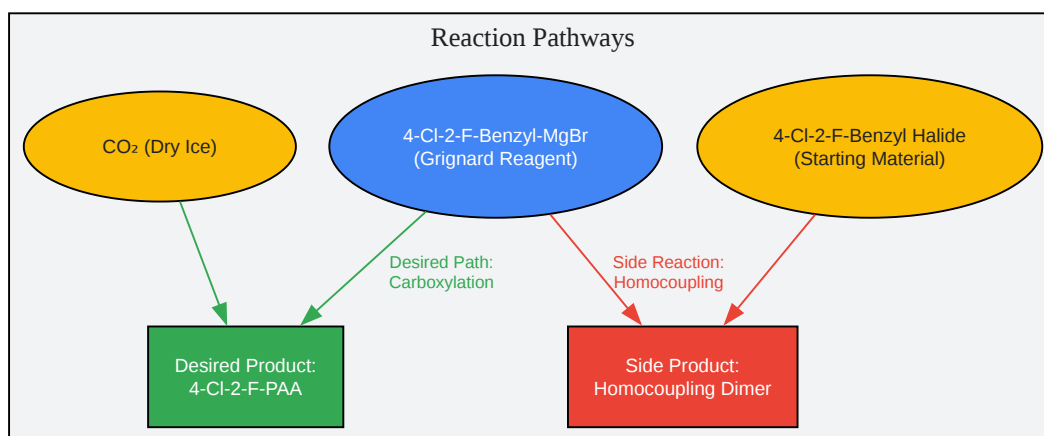 Reaction Pathways
CO₂ (Dry Ice)
4-Cl-2-F-Benzyl-MgBr
(Grignard Reagent)
4-Cl-2-F-Benzyl Halide
(Starting Material)
Desired Path:
Carboxylation
Side Reaction:
Homocoupling
Desired Product:
4-Cl-2-F-PAA
Side Product:
Homocoupling Dimer